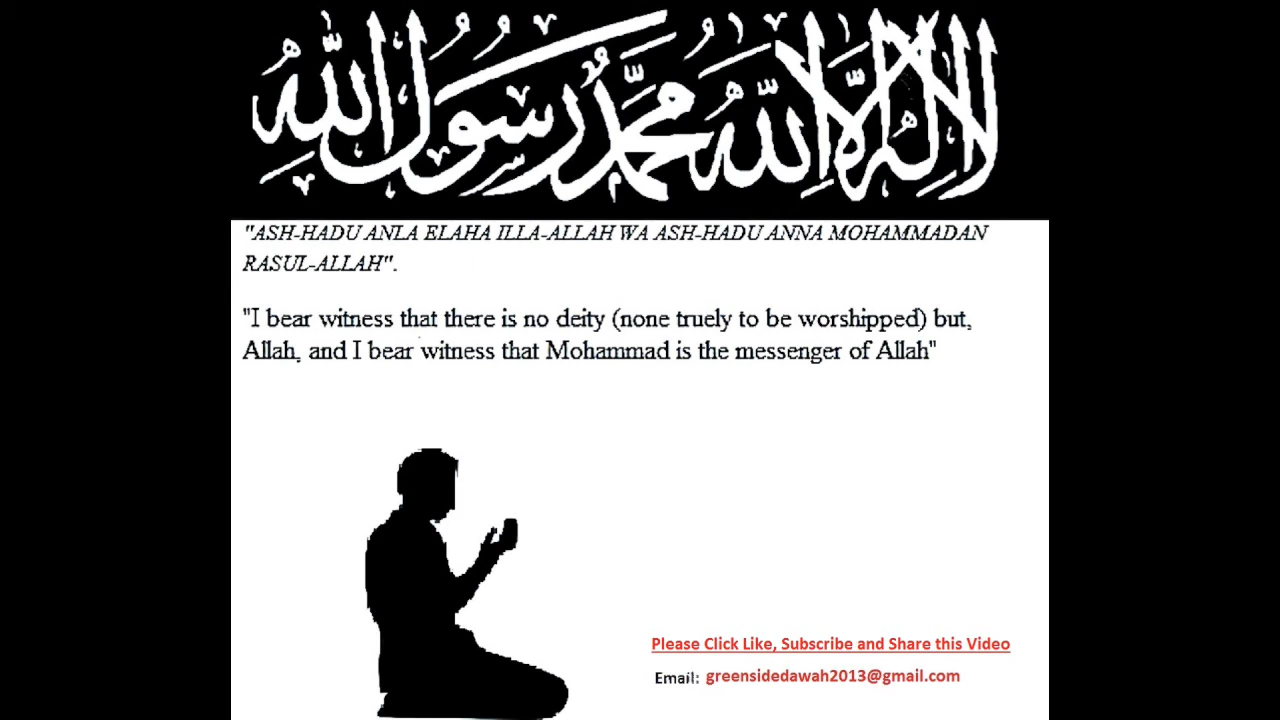 لا إله إلا الله محمد رسول الله
"ASH-HADU ANLA ELAHA ILLA-ALLAH WA ASH-HADU ANNA MOHAMMADAN
RASUL-ALLAH".
"I bear witness that there is no deity (none truely to be worshipped) but,
Allah, and I bear witness that Mohammad is the messenger of Allah"
Please Click Like, Subscribe and Share this Video
Email: greensidedawah2013@gmail.com